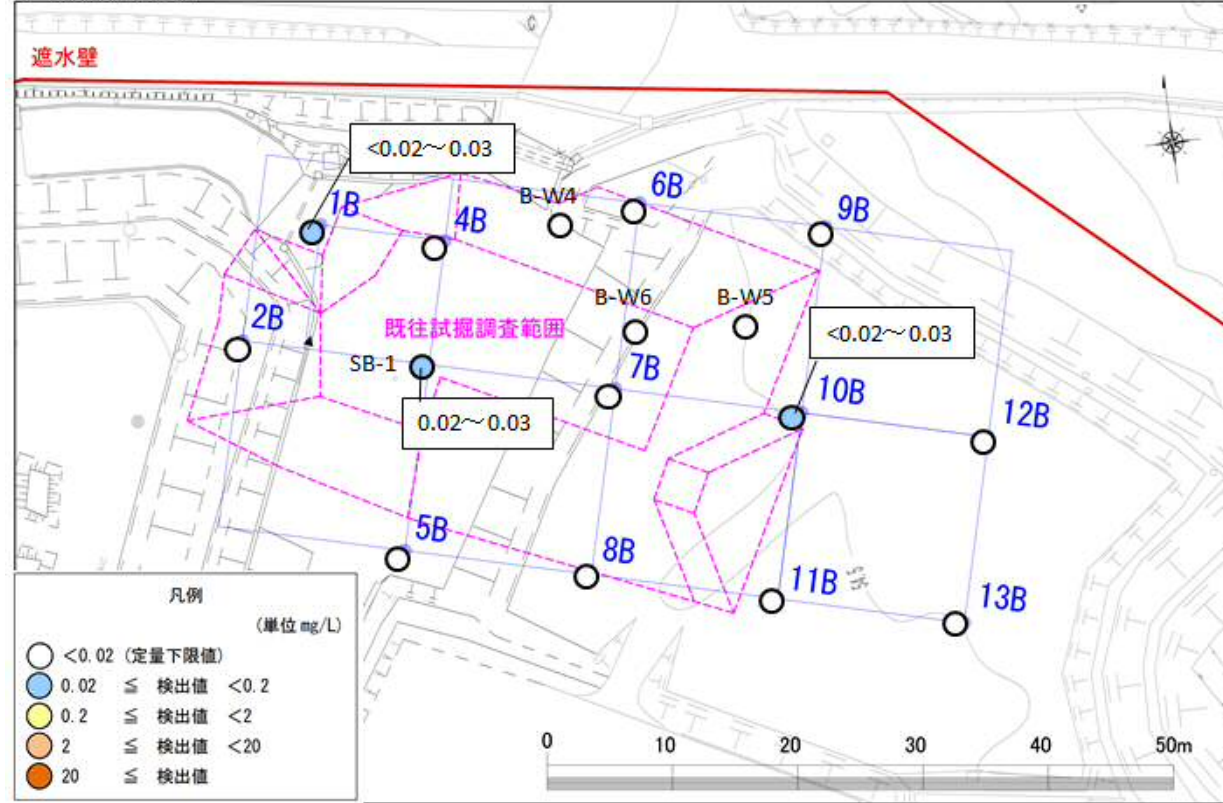 遮水壁
<0.02～0.03
1B
4B
B-W4
6B
9B
2B
既往試掘調査範囲
B-W6
B-W5
<0.02～0.03
SB-1
7B
10B
12B
0.02～0.03
5B
8B
11B
13B
凡例
(単位 mg/L)
<0.02 (定量下限値)
0.02 ≦ 検出値 <0.2
0.2 ≦ 検出値 <2
2 ≦ 検出値 <20
20 ≦ 検出値
0 10 20 30 40 50m